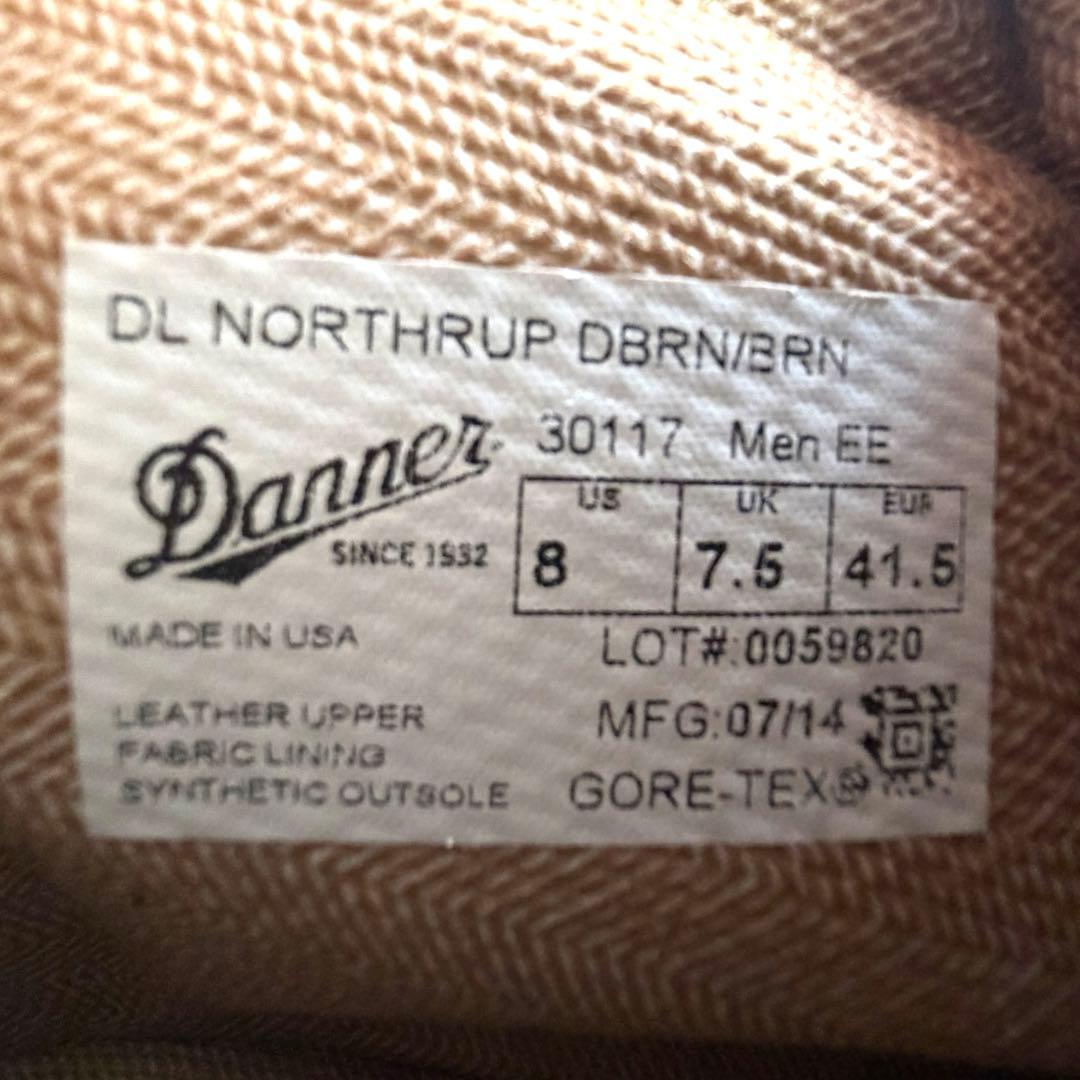 DL NORTHRUP DBRN/BRN
Danner
SINCE 1932
30117 Men EE
US UK EUR
8 7.5 41.5
MADE IN USA
LOT#:0059820
LEATHER UPPER
FABRIC LINING
SYNTHETIC OUTSOLE
MFG:07/14
GORE-TEX®